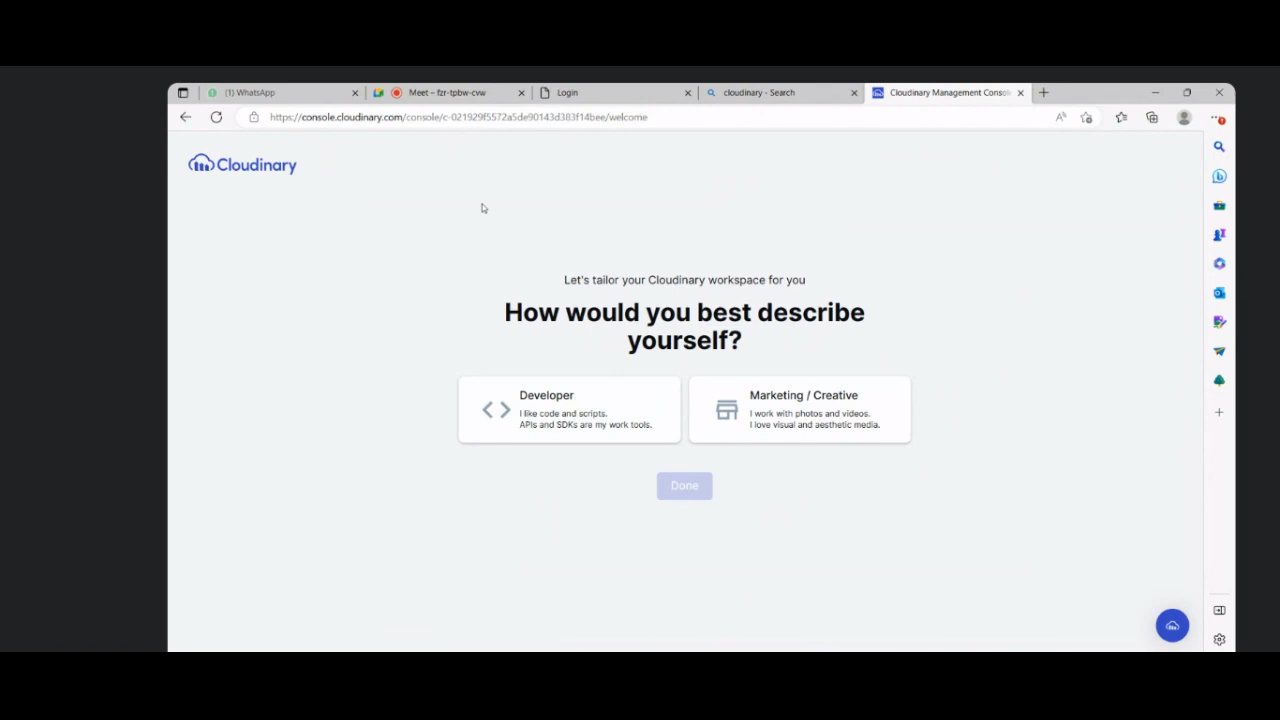 (1) WhatsApp
Meet – fzr-tpbw-cvw
Login
cloudinary - Search
Cloudinary Management Consol
https://console.cloudinary.com/console/c-021929f5572a5de90143d383f14bee/welcome
Cloudinary
Let's tailor your Cloudinary workspace for you
How would you best describe
yourself?
Developer
I like code and scripts.
APIs and SDKs are my work tools.
Marketing / Creative
I work with photos and videos.
I love visual and aesthetic media.
Done